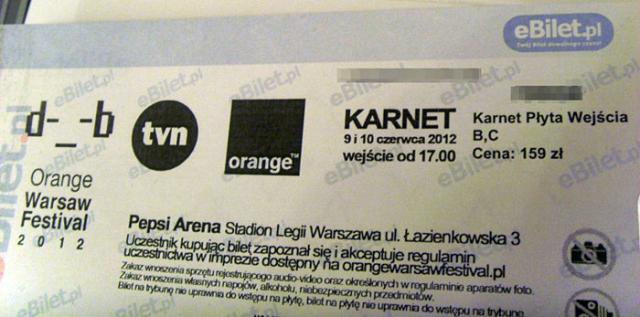 eBilet.pl
Twój Bilet dowolnego czasu!
d-_-b
tvn
orange™
KARNET
9 i 10 czerwca 2012
wejście od 17.00
Karnet Płyta Wejścia
B,C
Cena: 159 zł
Orange
Warsaw
Festival
2012
Pepsi Arena Stadion Legii Warszawa ul. Łazienkowska 3
Uczestnik kupując bilet zapoznał się i akceptuje regulamin
uczestnictwa w imprezie dostępny na orangewarsawfestival.pl
Zakaz wnoszenia sprzętu rejestrującego audio-video oraz określonych w regulaminie aparatów foto.
Zakaz wnoszenia własnych napojów, alkoholu, niebezpiecznych przedmiotów.
Bilet na trybunę nie uprawnia do wstępu na płytę, bilet na płytę nie uprawnia do wstępu na trybunę